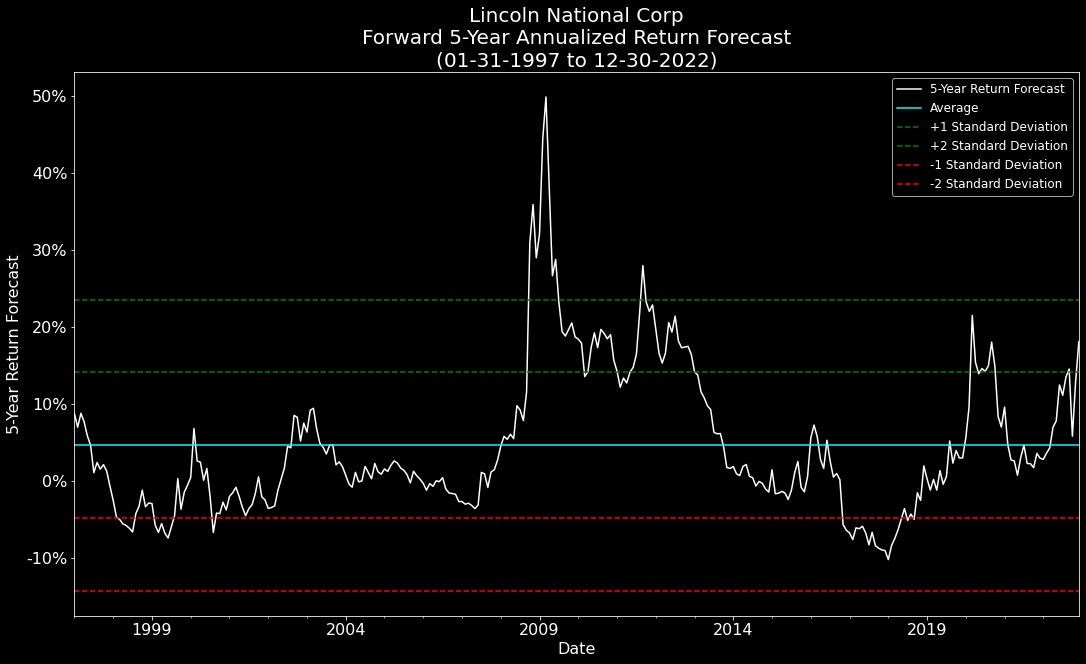 Lincoln National Corp
Forward 5-Year Annualized Return Forecast
(01-31-1997 to 12-30-2022)
5-Year Return Forecast
Average
+1 Standard Deviation
+2 Standard Deviation
-1 Standard Deviation
-2 Standard Deviation
5-Year Return Forecast
50%
40%
30%
20%
10%
0%
-10%
1999
2004
2009
2014
2019
Date